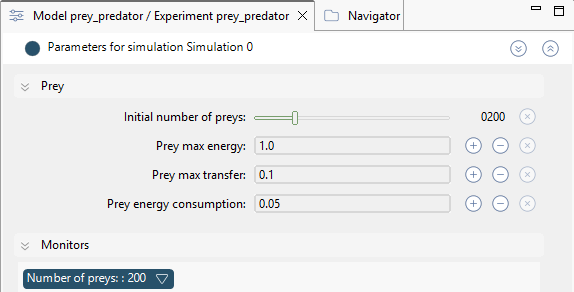 Model prey_predator / Experiment prey_predator
Navigator
Parameters for simulation Simulation 0
Prey
Initial number of preys: 0200
Prey max energy: 1.0
Prey max transfer: 0.1
Prey energy consumption: 0.05
Monitors
Number of preys: : 200